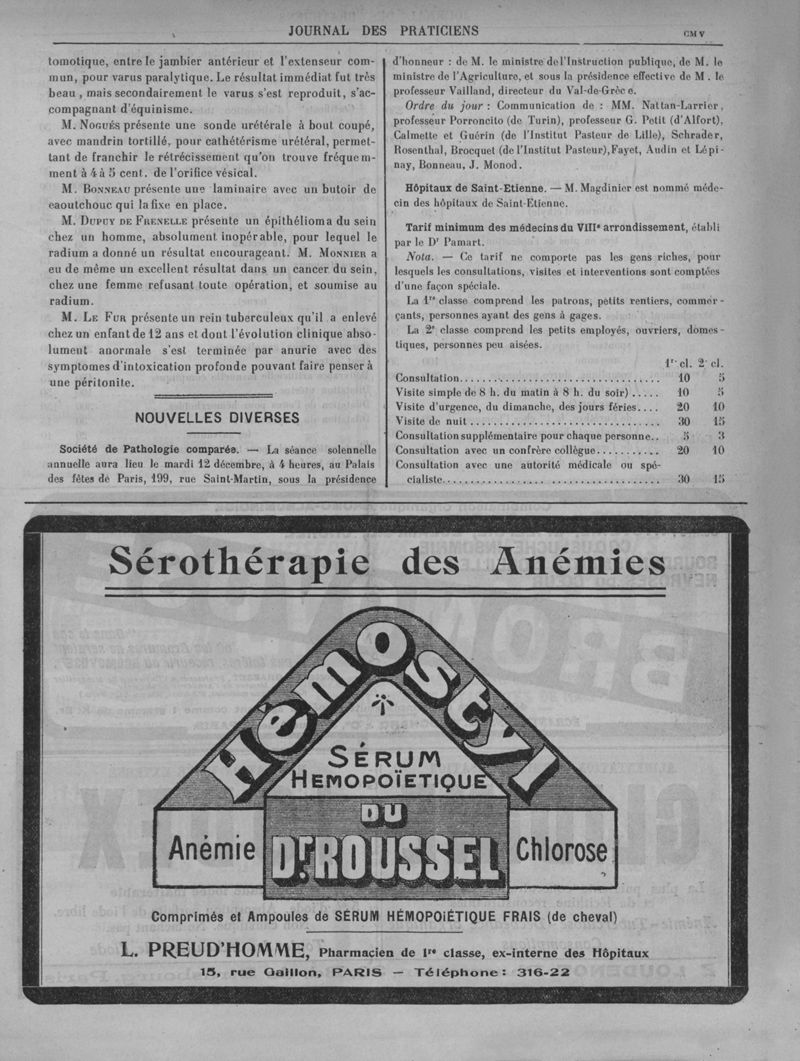 JOURNAL DES PRATICIENS
CM V
tomotique, entre le jambier antérieur et l'extenseur com-
mun, pour varus paralytique. Le résultat immédiat fut très
beau, mais secondairement le varus s'est reproduit, s'ac-
compagnant d'équinisme.
M. NOGUÈS présente une sonde urétérale à bout coupé,
avec mandrin tortillé, pour cathétérisme urétéral, permet-
tant de franchir le rétrécissement qu'on trouve fréquem-
ment à 4 à 5 cent. de l'orifice vésical.
M. BONNEAU présente une laminaire avec un butoir de
caoutchouc qui la fixe en place.
M. DUPUY DE FRENELLE présente un épithélioma du sein
chez un homme, absolument inopérable, pour lequel le
radium a donné un résultat encourageant. M. MONNIER a
eu de même un excellent résultat dans un cancer du sein,
chez une femme refusant toute opération, et soumise au
radium.
M. LE FUR présente un rein tuberculeux qu'il a enlevé
chez un enfant de 12 ans et dont l'évolution clinique abso-
lument anormale s'est terminée par anurie avec des
symptomes d'intoxication profonde pouvant faire penser à
une péritonite.
NOUVELLES DIVERSES
Société de Pathologie comparée. — La séance solennelle
annuelle aura lieu le mardi 12 décembre, à 4 heures, au Palais
des fêtes de Paris, 199, rue Saint-Martin, sous la présidence
d'honneur : de M. le ministre de l'Instruction publique, de M. le
ministre de l'Agriculture, et sous la présidence effective de M. le
professeur Vailland, directeur du Val-de-Grâce.
Ordre du jour : Communication de : MM. Nattan-Larrier,
professeur Porroncito (de Turin), professeur G. Petit (d'Alfort),
Calmette et Guérin (de l'Institut Pasteur de Lille), Schrader,
Rosenthal, Brocquet (de l'Institut Pasteur), Fayet, Audin et Lépi-
nay, Bonneau, J. Monod.
Hôpitaux de Saint-Etienne. — M. Magdinier est nommé méde-
cin des hôpitaux de Saint-Etienne.
Tarif minimum des médecins du VIIIe arrondissement, établi
par le Dr Pamart.
Nota. — Ce tarif ne comporte pas les gens riches, pour
lesquels les consultations, visites et interventions sont comptées
d'une façon spéciale.
La 1re classe comprend les patrons, petits rentiers, commer-
çants, personnes ayant des gens à gages.
La 2e classe comprend les petits employés, ouvriers, domes-
tiques, personnes peu aisées.
1re cl. 2e cl.
Consultation.................................. 10 5
Visite simple de 8 h. du matin à 8 h. du soir)..... 10 5
Visite d'urgence, du dimanche, des jours féries.... 20 10
Visite de nuit................................. 30 15
Consultation supplémentaire pour chaque personne.. 5 3
Consultation avec un confrère collègue........... 20 10
Consultation avec une autorité médicale ou spé-
cialiste..................................... 30 15
Sérothérapie des Anémies
Hémostyl
SÉRUM
HEMOPOÏETIQUE
DU
Dr. ROUSSEL
Anémie
Chlorose
Comprimés et Ampoules de SÉRUM HÉMOPOïÉTIQUE FRAIS (de cheval)
L. PREUD'HOMME, Pharmacien de 1re classe, ex-interne des Hôpitaux
15, rue Gaillon, PARIS — Téléphone: 316-22